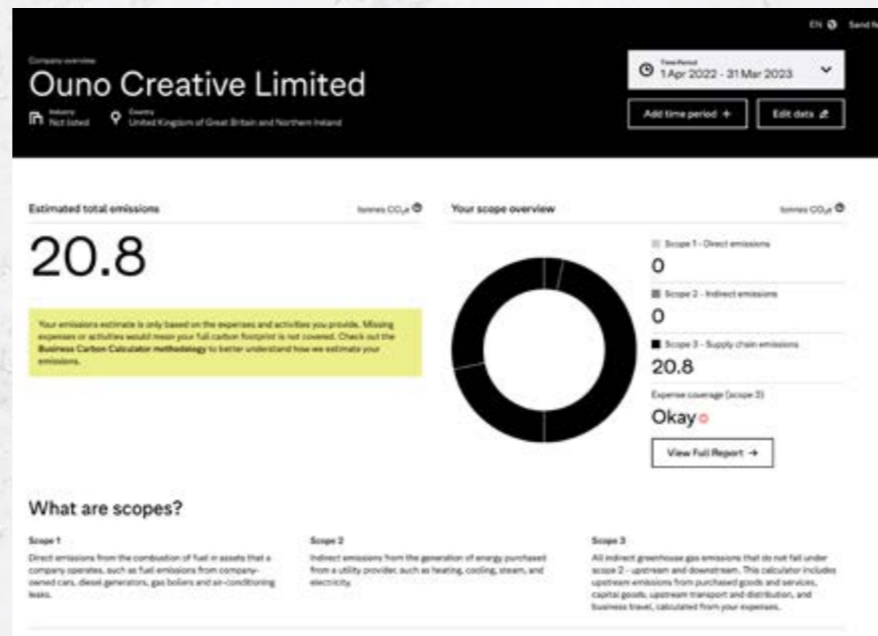 EN
Send
Company overview
Ouno Creative Limited
Industry
Not listed
Country
United Kingdom of Great Britain and Northern Ireland
Time Period
1 Apr 2022 - 31 Mar 2023
Add time period +
Edit data
Estimated total emissions
tonnes CO₂e
20.8
Your emissions estimate is only based on the expenses and activities you provide. Missing
expenses or activities would mean your full carbon footprint is not covered. Check out the
Business Carbon Calculator methodology to better understand how we estimate your
emissions.
Your scope overview
tonnes CO₂e
Scope 1 - Direct emissions
0
Scope 2 - Indirect emissions
0
Scope 3 - Supply chain emissions
20.8
Expense coverage (scope 3)
Okay
View Full Report →
What are scopes?
Scope 1
Direct emissions from the combustion of fuel in assets that a
company operates, such as fuel emissions from company-
owned cars, diesel generators, gas boilers and air-conditioning
leaks.
Scope 2
Indirect emissions from the generation of energy purchased
from a utility provider, such as heating, cooling, steam, and
electricity.
Scope 3
All indirect greenhouse gas emissions that do not fall under
scope 2 - upstream and downstream. This calculator includes
upstream emissions from purchased goods and services,
capital goods, upstream transport and distribution, and
business travel, calculated from your expenses.